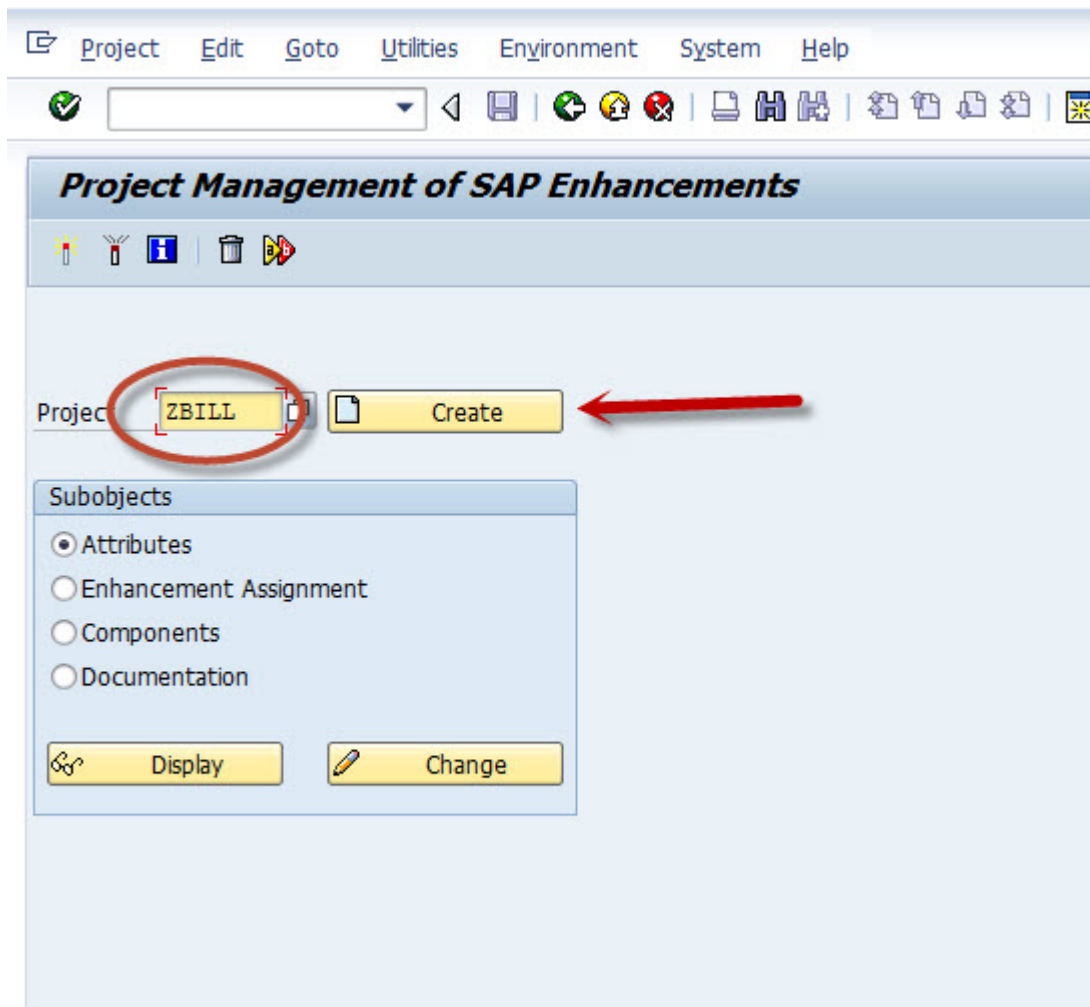 Project Edit Goto Utilities Environment System Help
Project Management of SAP Enhancements
Project ZBILL Create
Subobjects
Attributes
Enhancement Assignment
Components
Documentation
Display Change